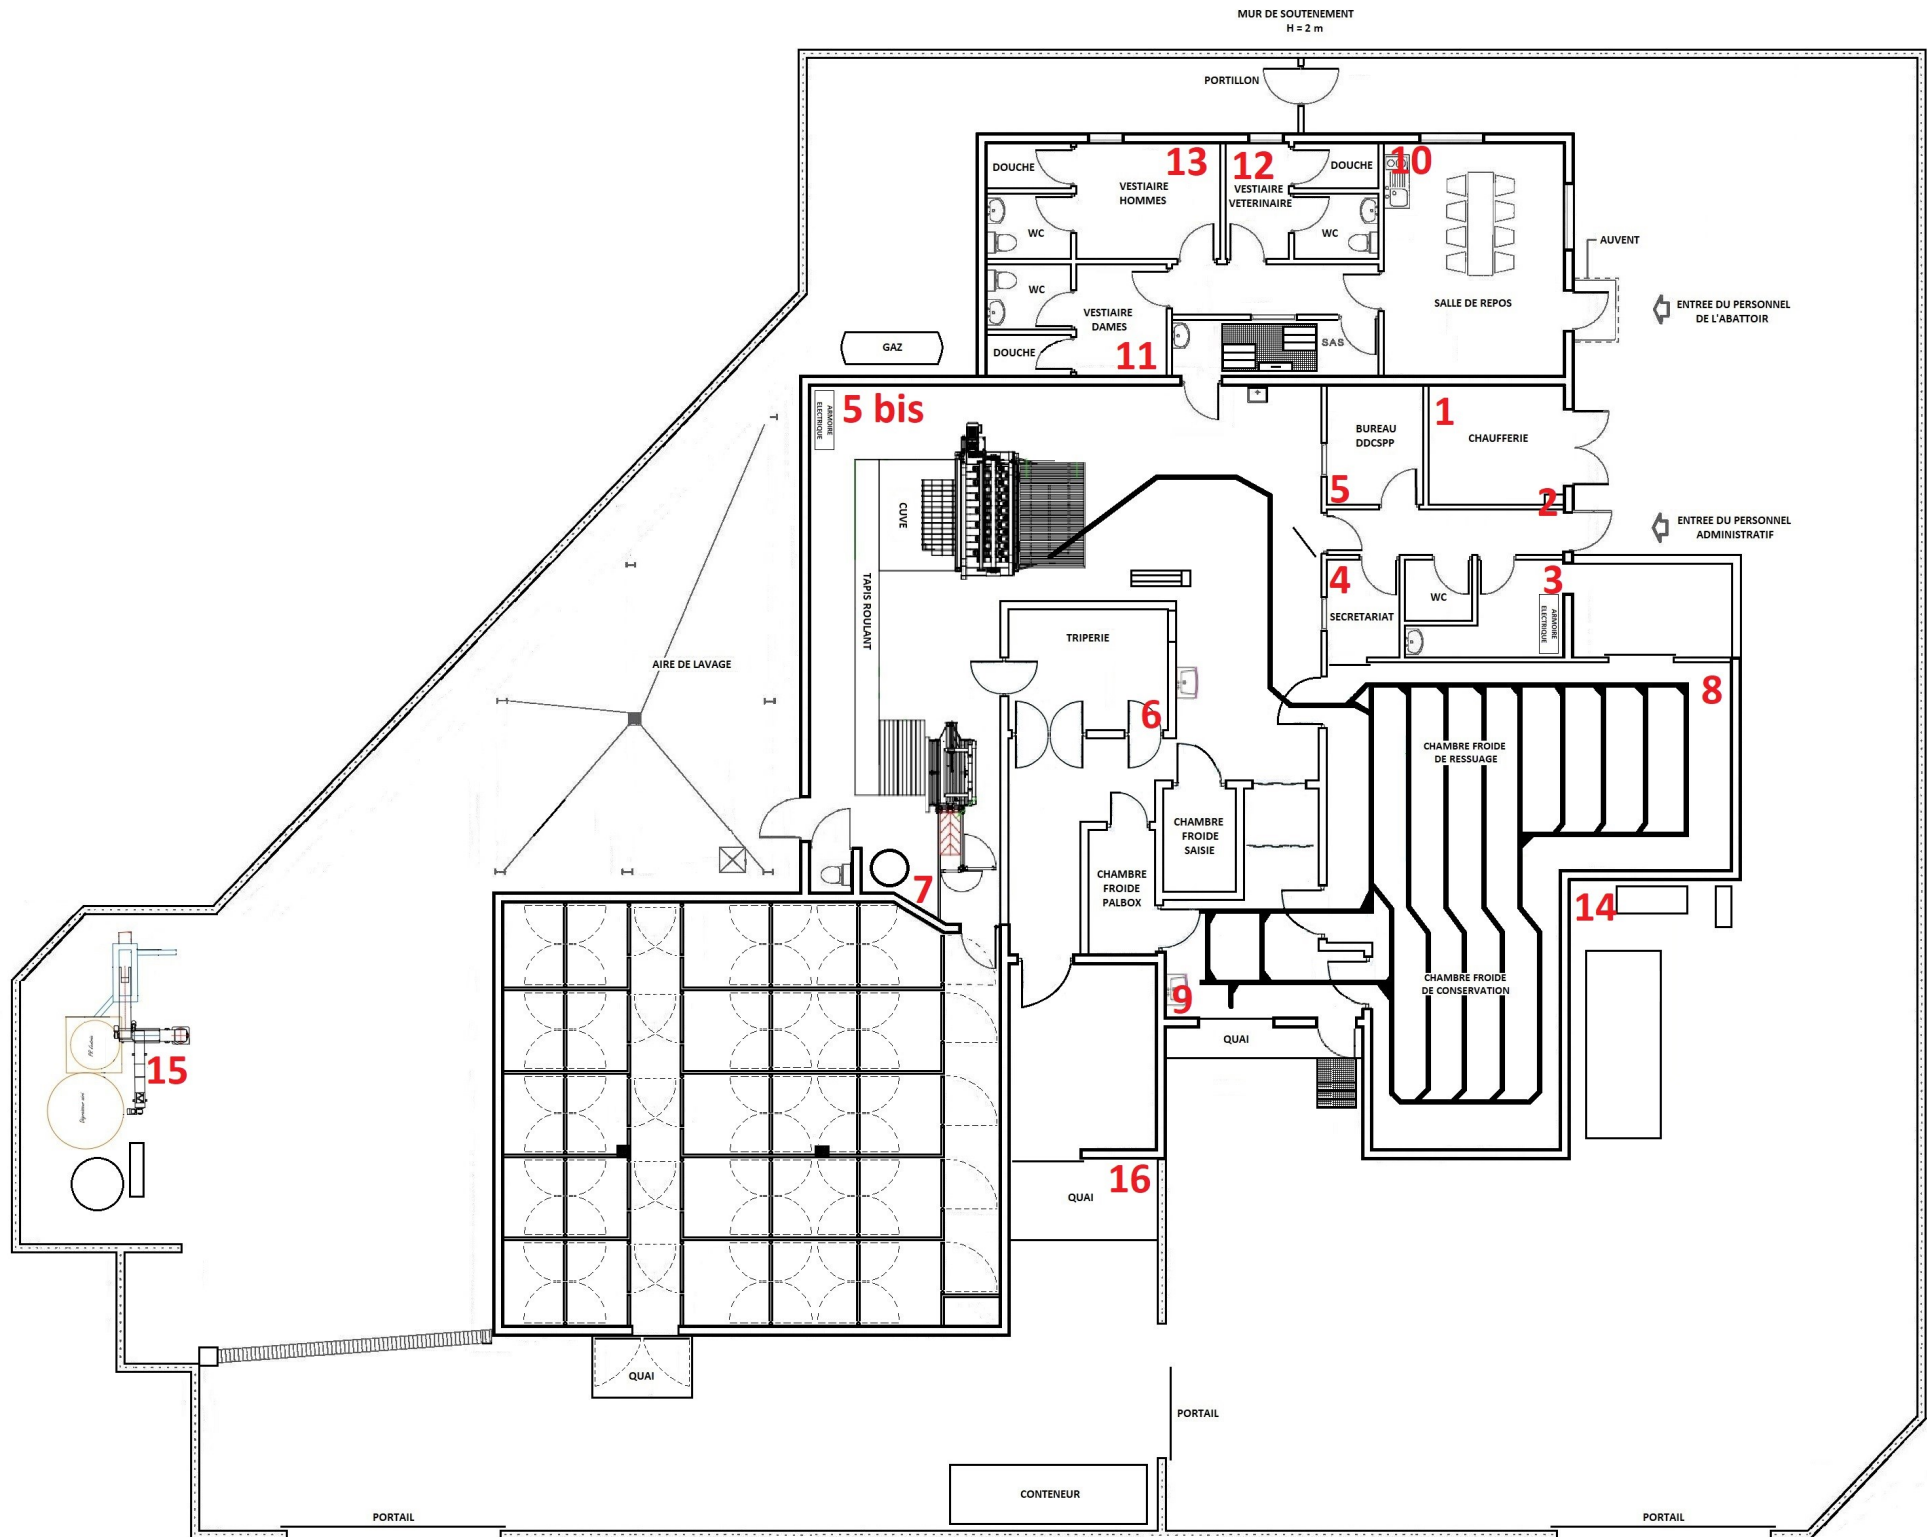 MUR DE SOUTENEMENT
H = 2 m
PORTILLON
13
12
10
DOUCHE
VESTIAIRE
HOMMES
VESTIAIRE
VETERINAIRE
DOUCHE
WC
WC
AUVENT
WC
VESTIAIRE
DAMES
SALLE DE REPOS
ENTREE DU PERSONNEL
DE L'ABATTOIR
GAZ
DOUCHE
11
SAS
ARMOIRE
ELECTRIQUE
5 bis
BUREAU
DDCSPP
1
CHAUFFERIE
CUVE
5
2
ENTREE DU PERSONNEL
ADMINISTRATIF
4
WC
3
TAPIS ROULANT
SECRETARIAT
ARMOIRE
ELECTRIQUE
TRIPERIE
AIRE DE LAVAGE
8
6
CHAMBRE FROIDE
DE RESSUAGE
CHAMBRE
FROIDE
SAISIE
7
CHAMBRE
FROIDE
PALBOX
14
CHAMBRE FROIDE
DE CONSERVATION
9
QUAI
15
16
QUAI
QUAI
PORTAIL
CONTENEUR
PORTAIL
PORTAIL